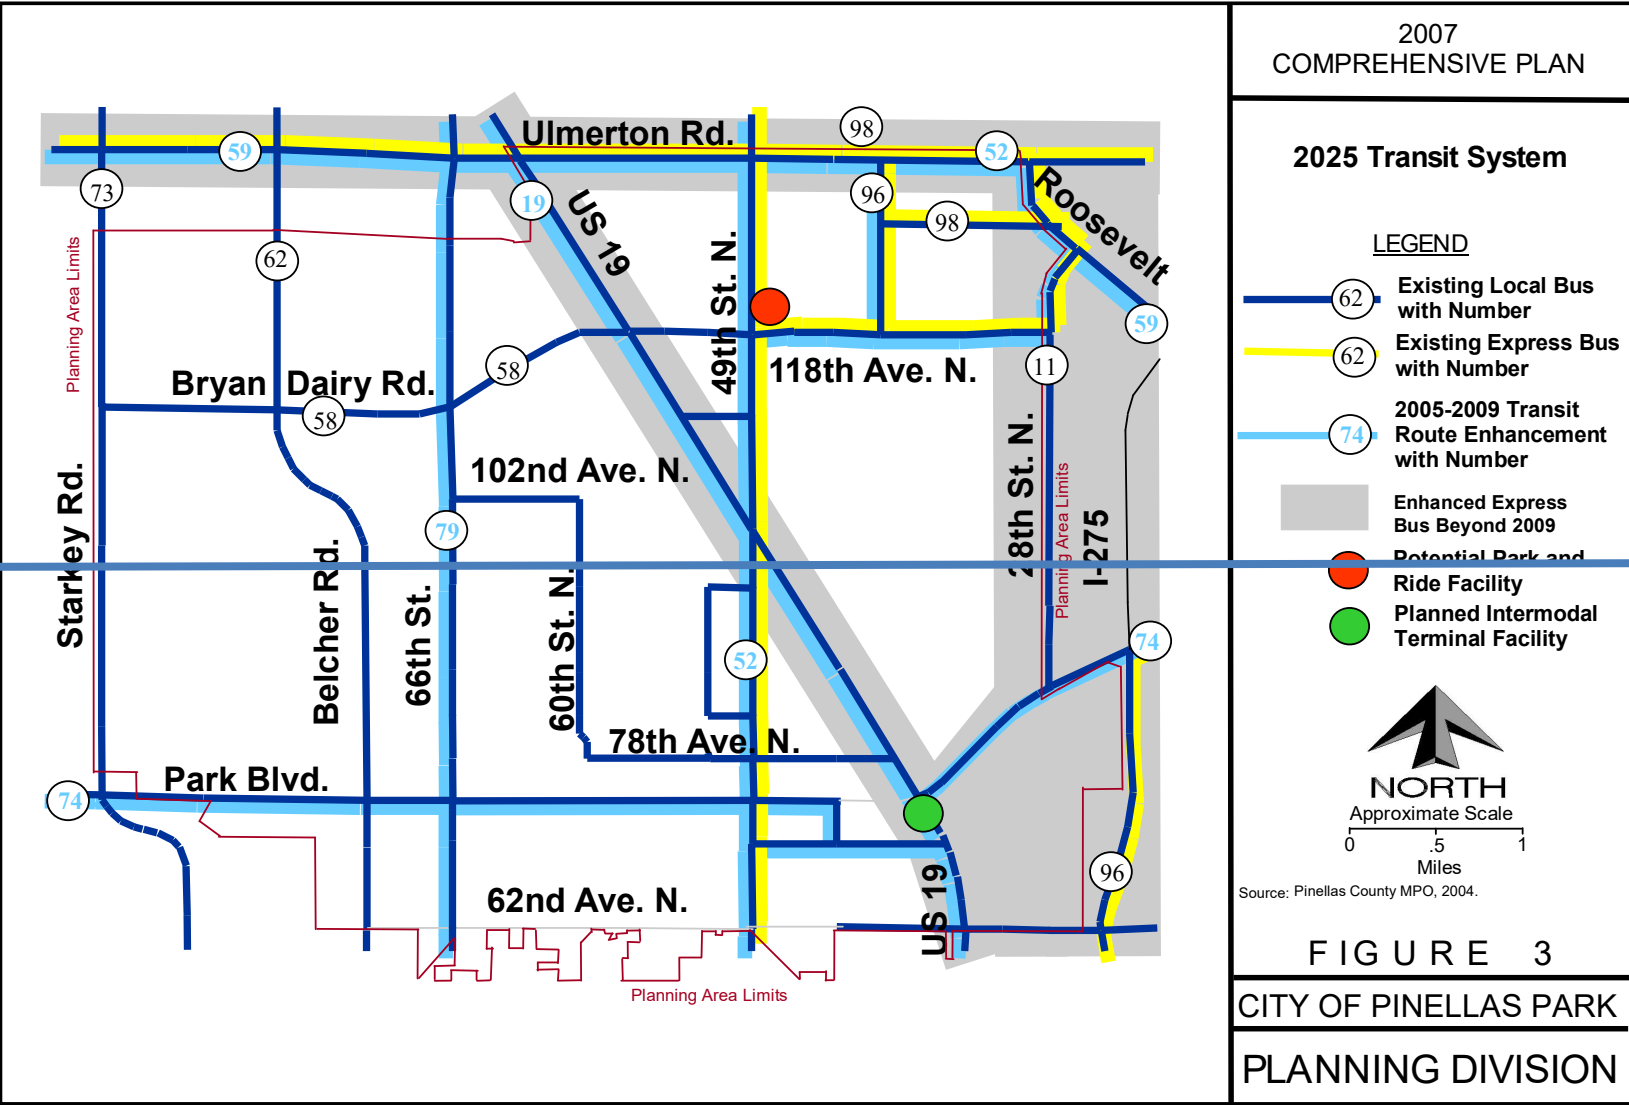 2007
COMPREHENSIVE PLAN
2025 Transit System
LEGEND
62
Existing Local Bus
with Number
62
Existing Express Bus
with Number
74
2005-2009 Transit
Route Enhancement
with Number
Enhanced Express
Bus Beyond 2009
Potential Park and
Ride Facility
Planned Intermodal
Terminal Facility
NORTH
Approximate Scale
0 .5 1
Miles
Source: Pinellas County MPO, 2004.
FIGURE 3
CITY OF PINELLAS PARK
PLANNING DIVISION
Ulmerton Rd.
98
59
52
73
19
96
98
62
US 19
Roosevelt
Planning Area Limits
49th St. N.
59
58
118th Ave. N.
11
Bryan Dairy Rd.
58
102nd Ave. N.
28th St. N.
Planning Area Limits
I-275
Starkey Rd.
79
Belcher Rd.
66th St.
60th St. N.
52
74
78th Ave. N.
Park Blvd.
74
96
62nd Ave. N.
US 19
Planning Area Limits